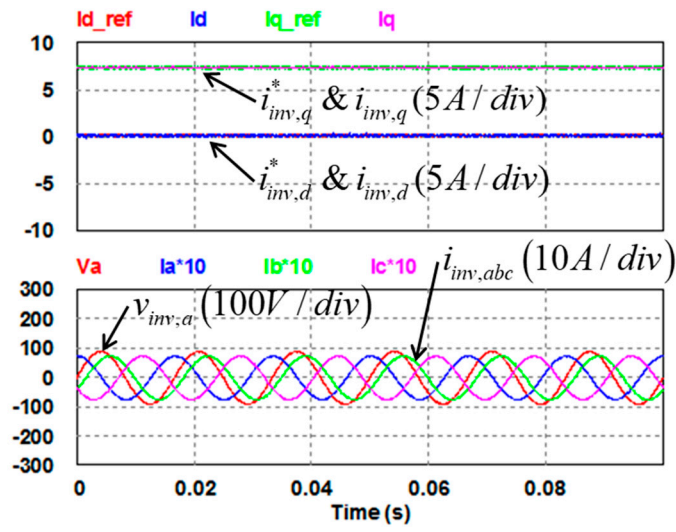 Id_ref Id Iq_ref Iq
10
5
i*inv,q & iinv,q (5A/div)
0
-5
i*inv,d & iinv,d (5A/div)
-10
Va Ia*10 Ib*10 Ic*10
iinv,abc (10A/div)
300
vinv,a (100V/div)
200
100
0
-100
-200
-300
0 0.02 0.04 0.06 0.08
Time (s)